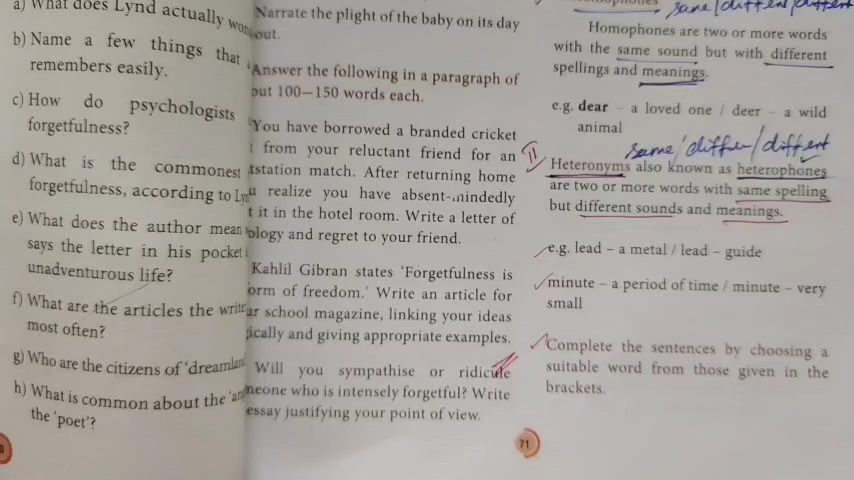 a) What does Lynd actually
b) Name a few things that
remembers easily.
c) How do psychologists
forgetfulness?
d) What is the commonest
forgetfulness, according to
e) What does the author mean
says the letter in his pocket
unadventurous life?
f) What are the articles the
most often?
g) Who are the citizens of 'dreamland
h) What is common about the
the 'poet'?
Narrate the plight of the baby on its day
out.
Answer the following in a paragraph of
out 100–150 words each.
You have borrowed a branded cricket
from your reluctant friend for an
station match. After returning home
realize you have absent-mindedly
t it in the hotel room. Write a letter of
ology and regret to your friend.
Kahlil Gibran states 'Forgetfulness is
orm of freedom.' Write an article for
ar school magazine, linking your ideas
ically and giving appropriate examples.
Will you sympathise or ridicule
meone who is intensely forgetful? Write
essay justifying your point of view.
71
same/different/different
Homophones are two or more words
with the same sound but with different
spellings and meanings.
e.g. dear – a loved one / deer – a wild
animal
same/differen/different
II
Heteronyms also known as heterophones
are two or more words with same spelling
but different sounds and meanings.
e.g. lead – a metal / lead – guide
minute – a period of time / minute – very
small
Complete the sentences by choosing a
suitable word from those given in the
brackets.